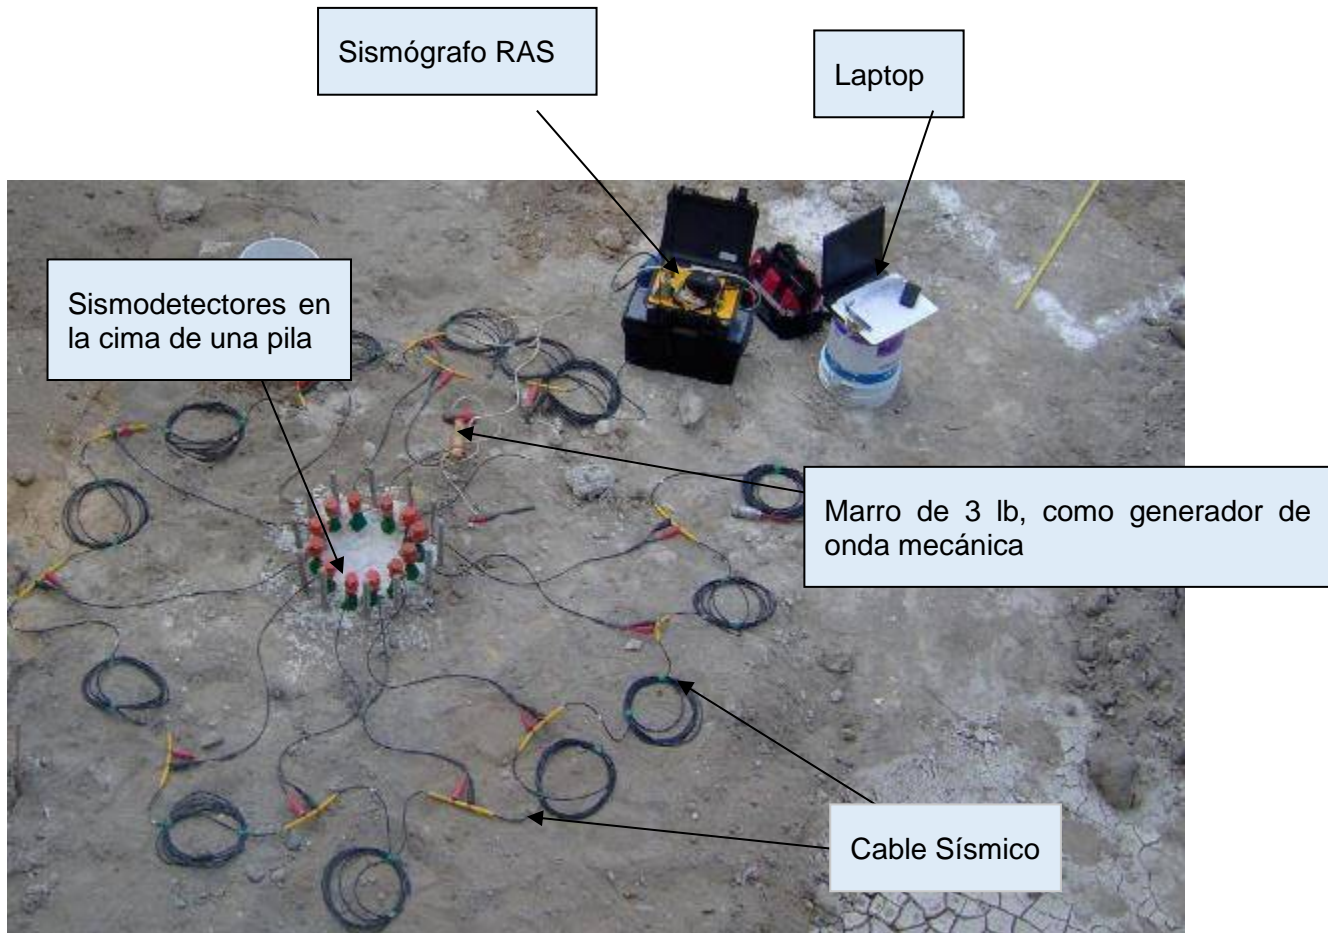 Sismógrafo RAS
Laptop
Sismodetectores en
la cima de una pila
Marro de 3 lb, como generador de
onda mecánica
Cable Sísmico